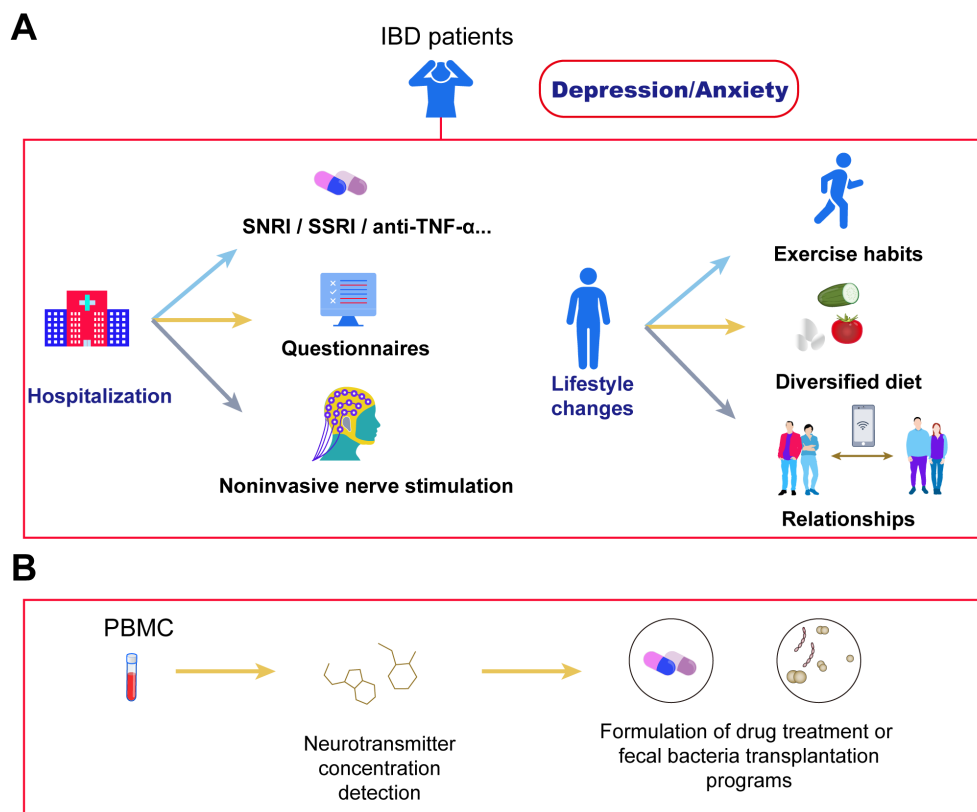 A
IBD patients
Depression/Anxiety
SNRI / SSRI / anti-TNF-α...
Exercise habits
Questionnaires
Hospitalization
Lifestyle
changes
Diversified diet
Noninvasive nerve stimulation
Relationships
B
PBMC
Neurotransmitter
concentration
detection
Formulation of drug treatment or
fecal bacteria transplantation
programs